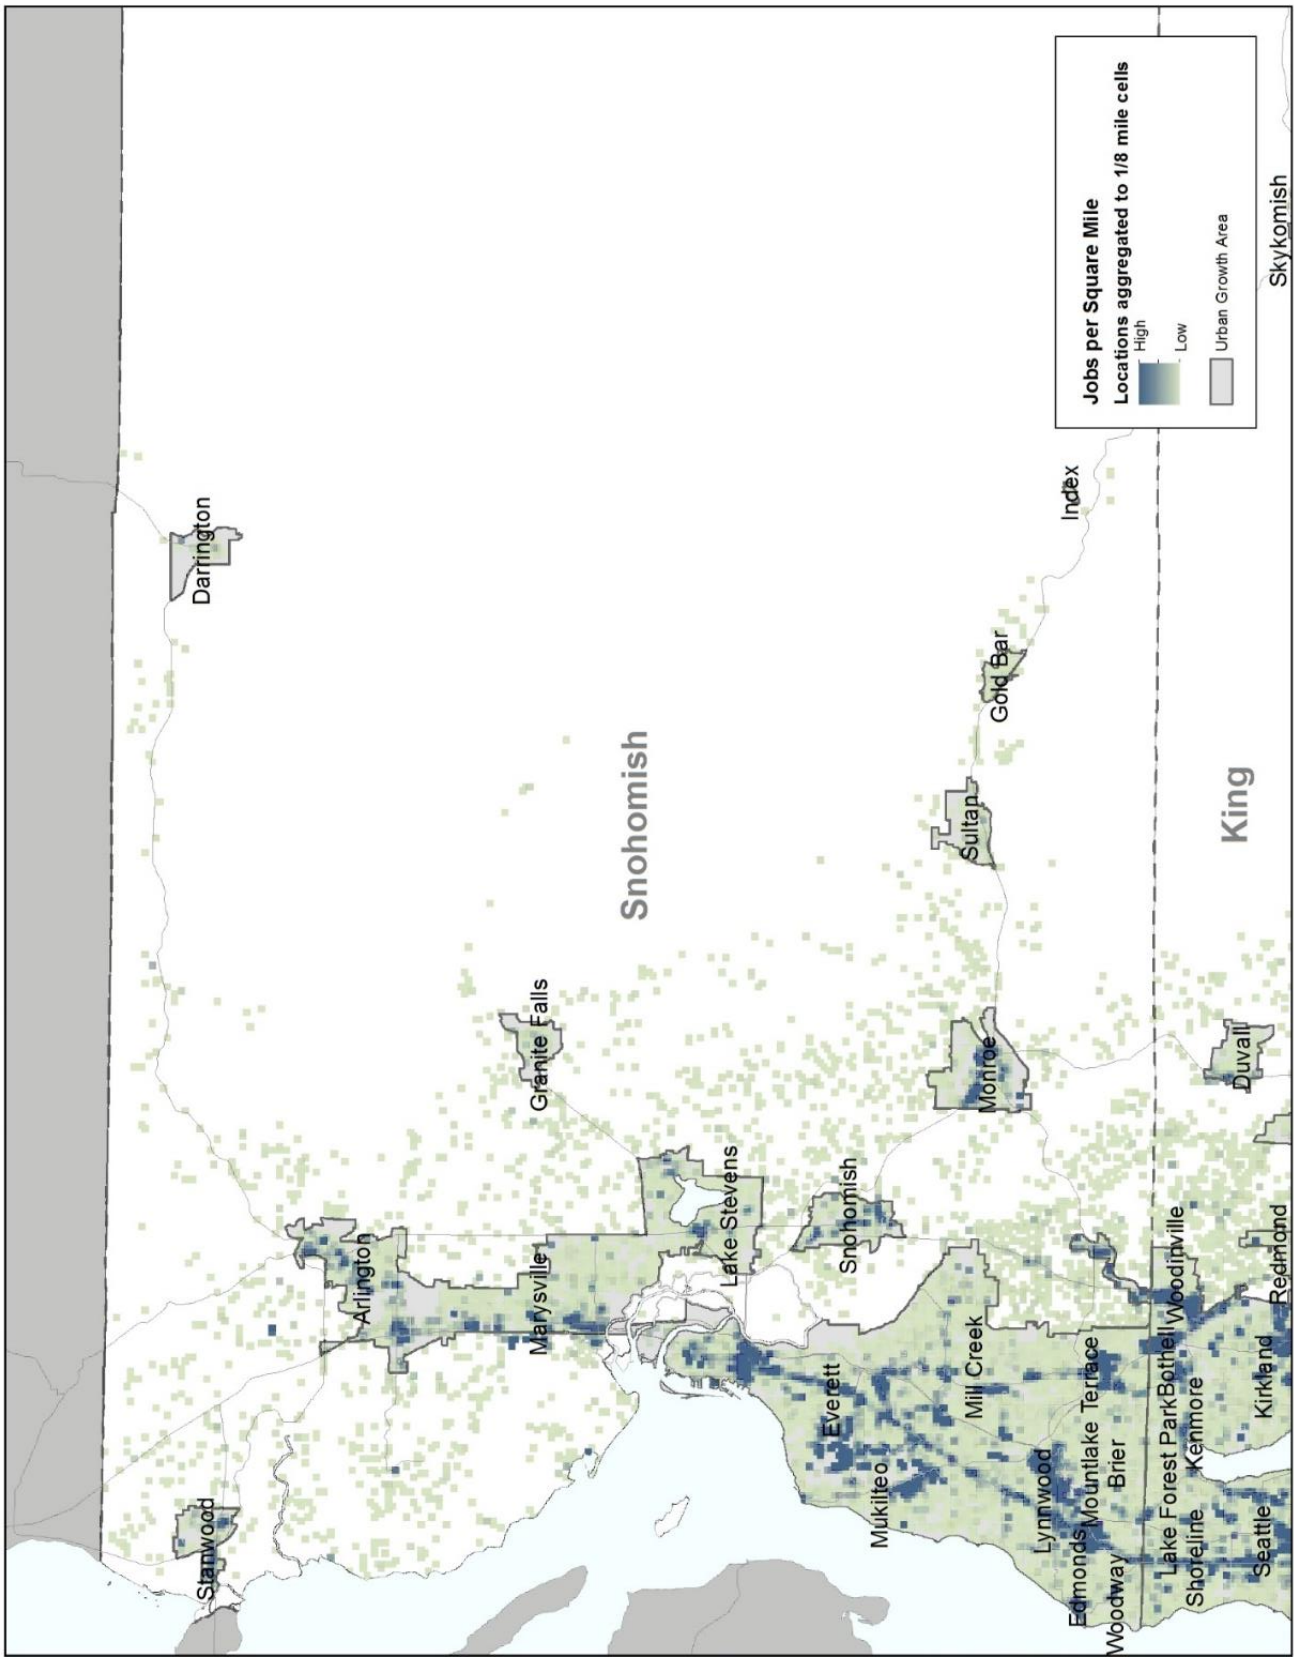 Stanwood
Darrington
Arlington
Granite Falls
Marysville
Snohomish
Lake Stevens
Everett
Snohomish
Mukilteo
Mill Creek
Monroe
Sultan
Gold Bar
Index
Lynnwood
Edmonds
Mountlake Terrace
Woodway
Brier
Lake Forest Park
Bothell
Woodinville
Shoreline
Kenmore
King
Duvall
Seattle
Kirkland
Redmond
Skykomish
Jobs per Square Mile
Locations aggregated to 1/8 mile cells
High
Low
Urban Growth Area